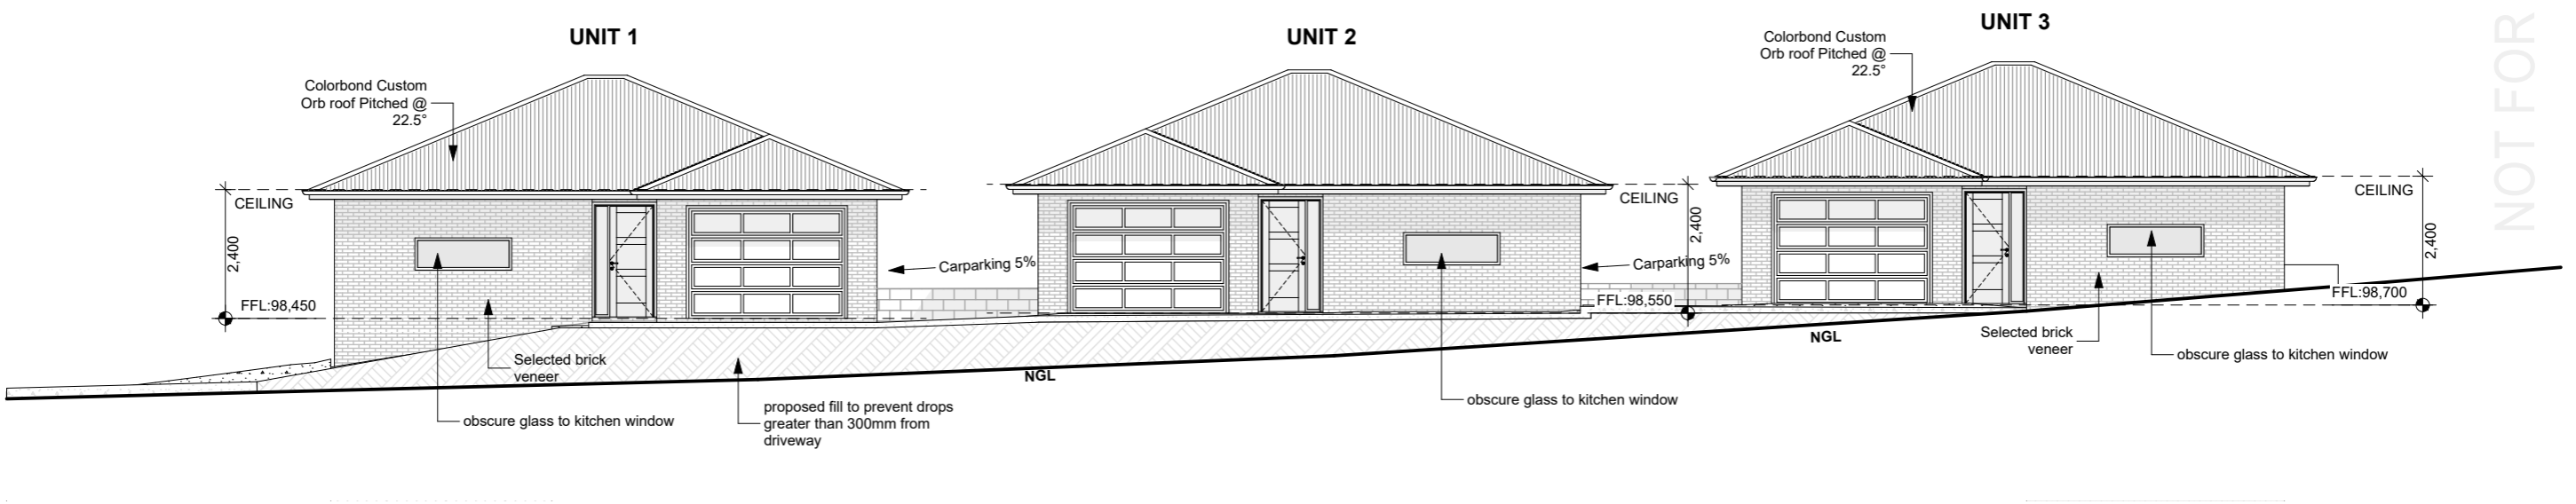 UNIT 1
UNIT 2
UNIT 3
Colorbond Custom
Orb roof Pitched @
22.5°
Colorbond Custom
Orb roof Pitched @
22.5°
NOT FOR
CEILING
2,400
FFL:98,450
Carparking 5%
CEILING
2,400
Carparking 5%
FFL:98,550
CEILING
2,400
FFL:98,700
Selected brick
veneer
NGL
NGL
Selected brick
veneer
obscure glass to kitchen window
obscure glass to kitchen window
proposed fill to prevent drops
greater than 300mm from
driveway
obscure glass to kitchen window